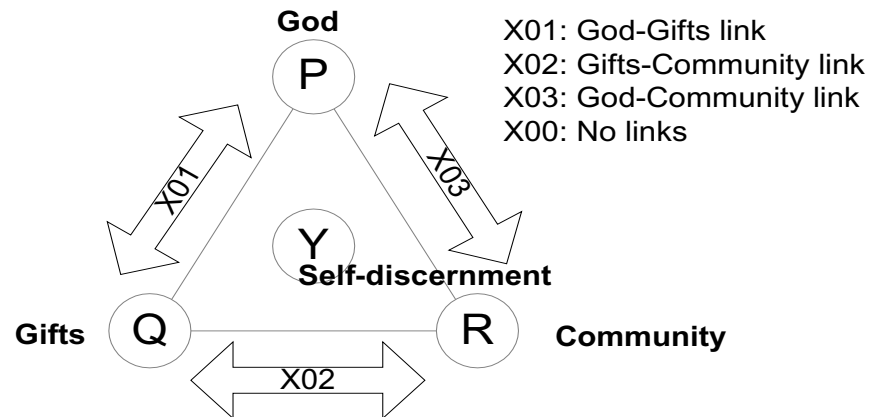 God
P
X01: God-Gifts link
X02: Gifts-Community link
X03: God-Community link
X00: No links
X01
X03
Y
Self-discernment
Gifts
Q
R
Community
X02